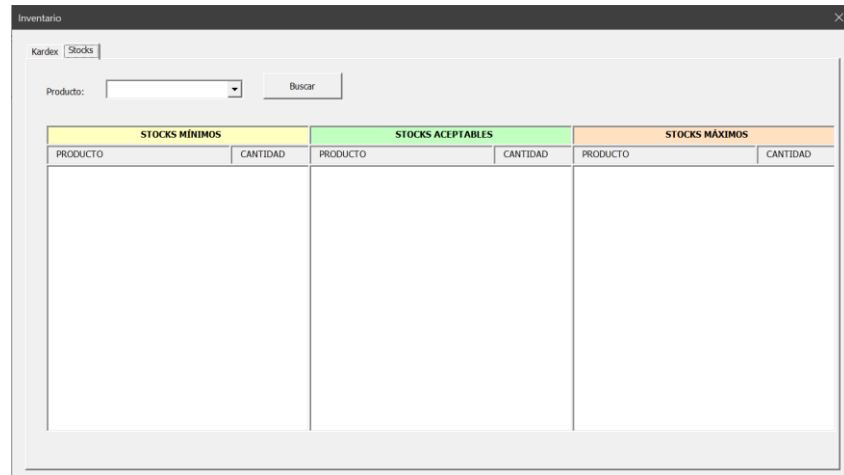 Inventario
Kardex Stocks
Producto: Buscar
STOCKS MÍNIMOS STOCKS ACEPTABLES STOCKS MÁXIMOS
PRODUCTO CANTIDAD PRODUCTO CANTIDAD PRODUCTO CANTIDAD